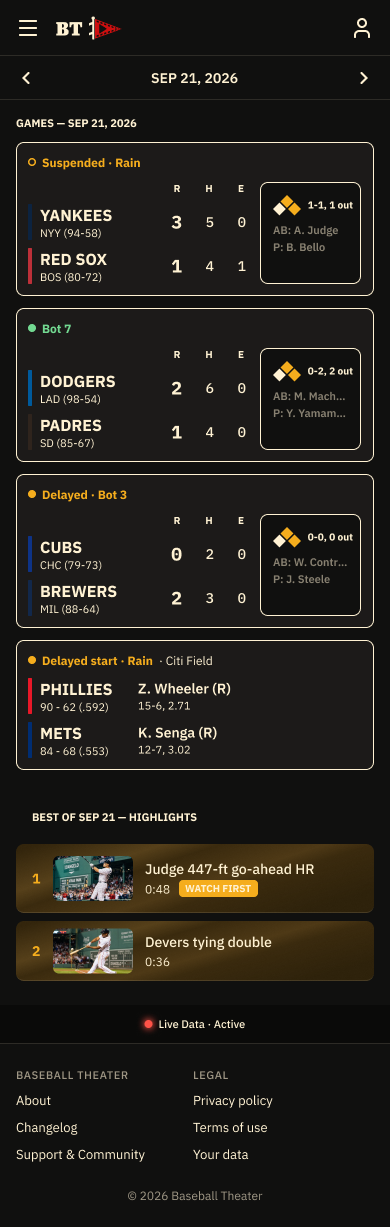 BT
SEP 21, 2026
GAMES — SEP 21, 2026
Suspended · Rain
R H E
YANKEES 3 5 0
NYY (94-58)
RED SOX 1 4 1
BOS (80-72)
1-1, 1 out
AB: A. Judge
P: B. Bello
Bot 7
R H E
DODGERS 2 6 0
LAD (98-54)
PADRES 1 4 0
SD (85-67)
0-2, 2 out
AB: M. Mach...
P: Y. Yamam...
Delayed · Bot 3
R H E
CUBS 0 2 0
CHC (79-73)
BREWERS 2 3 0
MIL (88-64)
0-0, 0 out
AB: W. Contr...
P: J. Steele
Delayed start · Rain · Citi Field
PHILLIES Z. Wheeler (R)
90 - 62 (.592) 15-6, 2.71
METS K. Senga (R)
84 - 68 (.553) 12-7, 3.02
BEST OF SEP 21 — HIGHLIGHTS
1
Judge 447-ft go-ahead HR
0:48 WATCH FIRST
2
Devers tying double
0:36
Live Data · Active
BASEBALL THEATER
About
Changelog
Support & Community
LEGAL
Privacy policy
Terms of use
Your data
© 2026 Baseball Theater